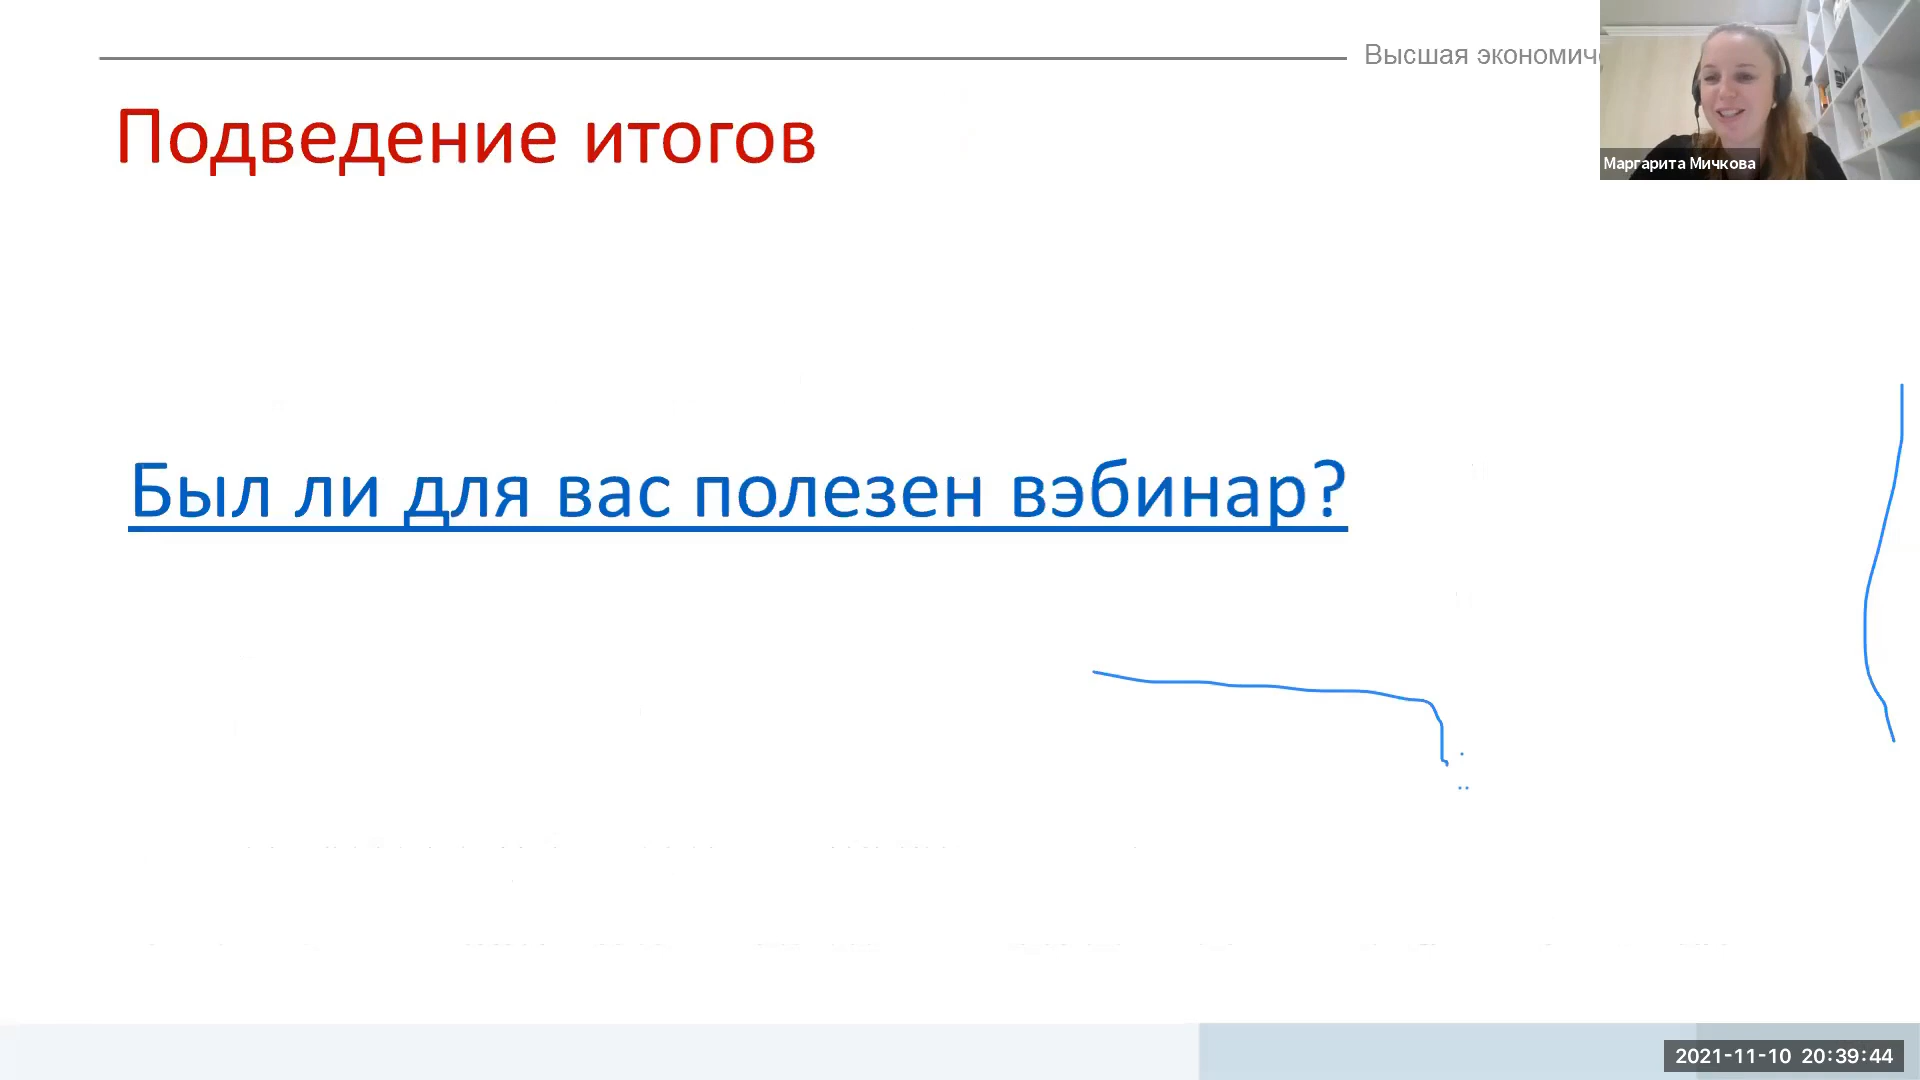 Высшая экономич
Подведение итогов
Маргарита Мичкова
Был ли для вас полезен вэбинар?
2021-11-10 20:39:44